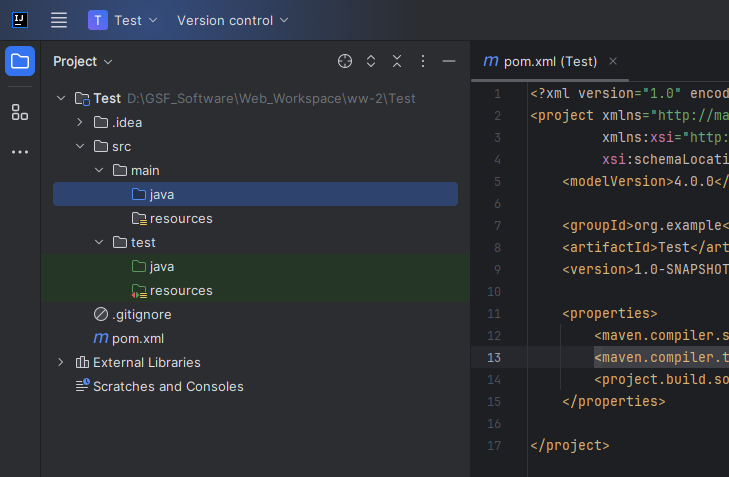 IJ
T Test Version control
Project
pom.xml (Test)
Test D:\GSF_Software\Web_Workspace\ww-2\Test
.idea
src
main
java
resources
test
java
resources
.gitignore
m pom.xml
External Libraries
Scratches and Consoles
1 <?xml version="1.0" encod
2 <project xmlns="http://ma
3 xmlns:xsi="http:
4 xsi:schemaLocati
5 <modelVersion>4.0.0</
6
7 <groupId>org.example<
8 <artifactId>Test</art
9 <version>1.0-SNAPSHOT
10
11 <properties>
12 <maven.compiler.s
13 <maven.compiler.t
14 <project.build.so
15 </properties>
16
17 </project>